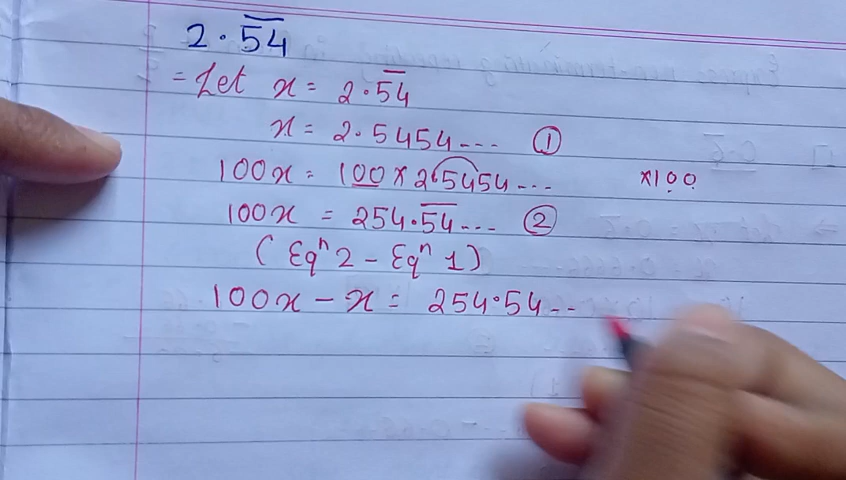 2.5̅4̅
= Let x = 2.5̅4̅
x = 2.5454... ①
100x = 100 × 2.5454... ×100
100x = 254.5̅4̅... ②
(Eqⁿ 2 - Eqⁿ 1)
100x - x = 254.54..